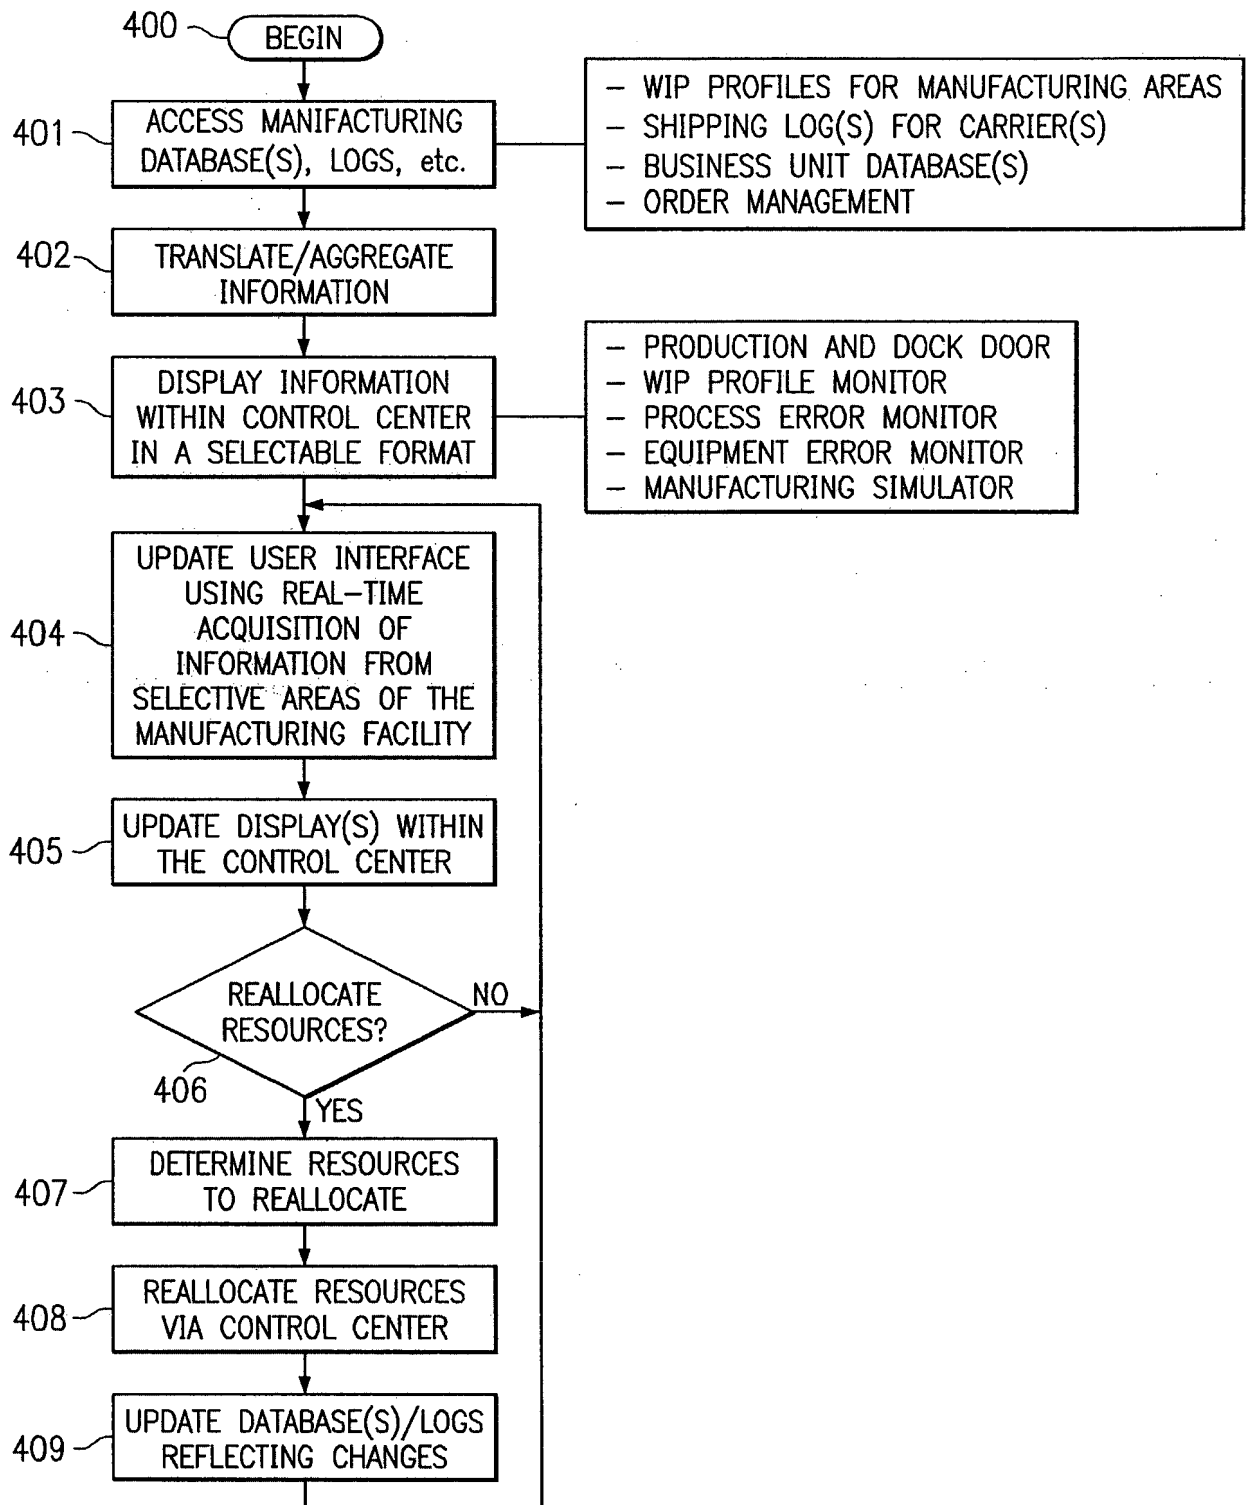 400
BEGIN
401
ACCESS MANIFACTURING
DATABASE(S), LOGS, etc.
– WIP PROFILES FOR MANUFACTURING AREAS
– SHIPPING LOG(S) FOR CARRIER(S)
– BUSINESS UNIT DATABASE(S)
– ORDER MANAGEMENT
402
TRANSLATE/AGGREGATE
INFORMATION
403
DISPLAY INFORMATION
WITHIN CONTROL CENTER
IN A SELECTABLE FORMAT
– PRODUCTION AND DOCK DOOR
– WIP PROFILE MONITOR
– PROCESS ERROR MONITOR
– EQUIPMENT ERROR MONITOR
– MANUFACTURING SIMULATOR
404
UPDATE USER INTERFACE
USING REAL–TIME
ACQUISITION OF
INFORMATION FROM
SELECTIVE AREAS OF THE
MANUFACTURING FACILITY
405
UPDATE DISPLAY(S) WITHIN
THE CONTROL CENTER
REALLOCATE
RESOURCES?
NO
406
YES
407
DETERMINE RESOURCES
TO REALLOCATE
408
REALLOCATE RESOURCES
VIA CONTROL CENTER
409
UPDATE DATABASE(S)/LOGS
REFLECTING CHANGES